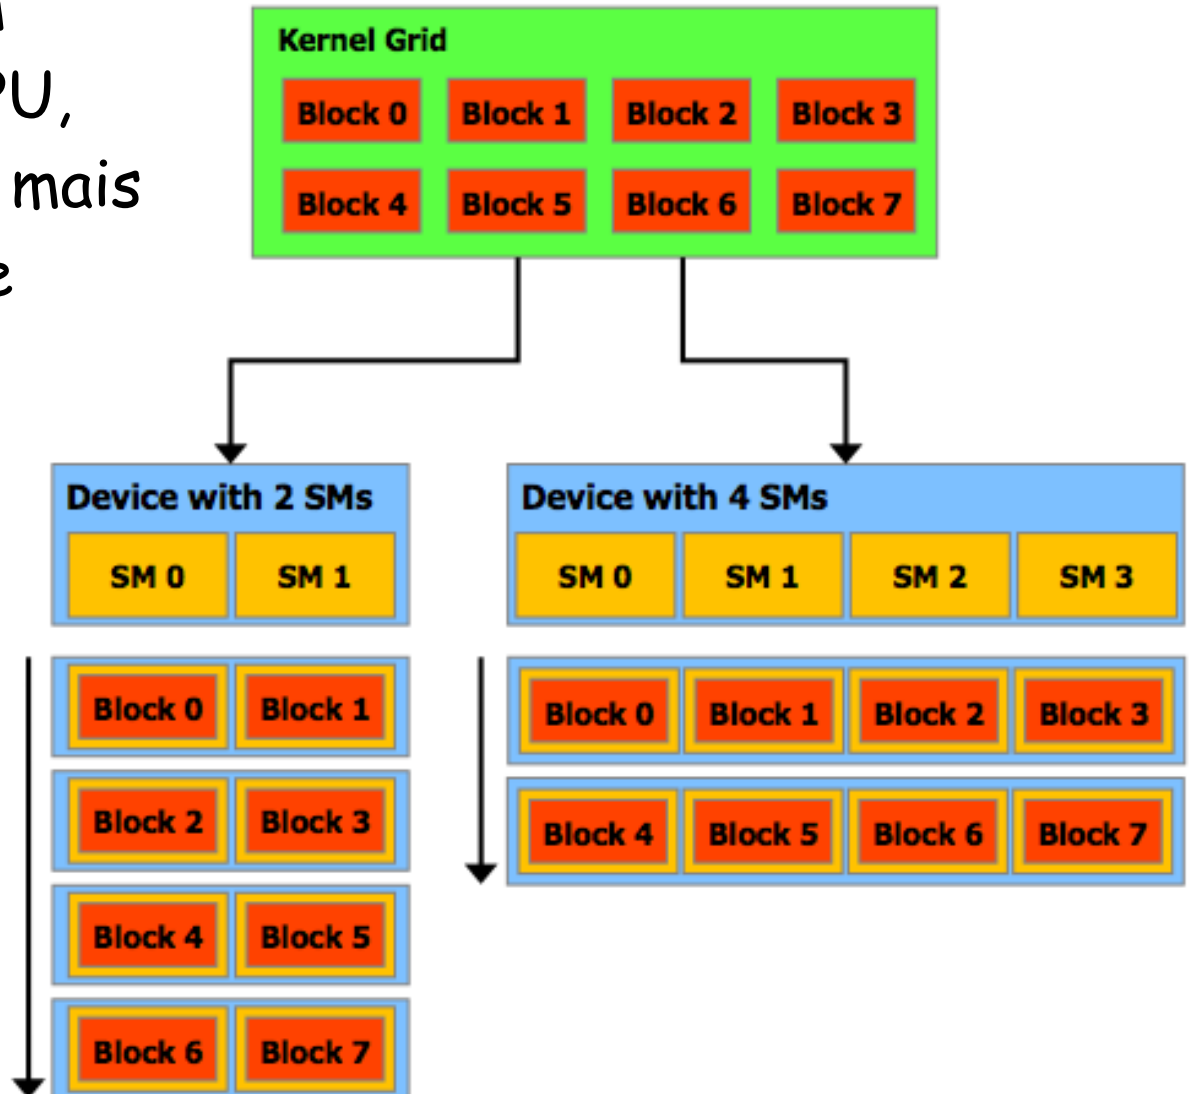 PU,
mais
e
Kernel Grid
Block 0 Block 1 Block 2 Block 3
Block 4 Block 5 Block 6 Block 7
Device with 2 SMs
SM 0 SM 1
Block 0 Block 1
Block 2 Block 3
Block 4 Block 5
Block 6 Block 7
Device with 4 SMs
SM 0 SM 1 SM 2 SM 3
Block 0 Block 1 Block 2 Block 3
Block 4 Block 5 Block 6 Block 7